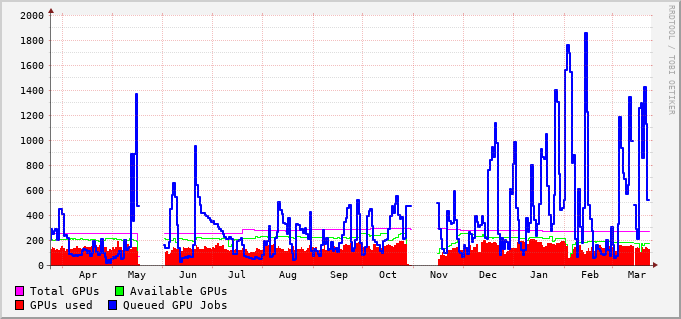 2000
1800
1600
1400
1200
1000
800
600
400
200
0
Apr May Jun Jul Aug Sep Oct Nov Dec Jan Feb Mar
Total GPUs Available GPUs
GPUs used Queued GPU Jobs
RRDTOOL / TOBI OETIKER